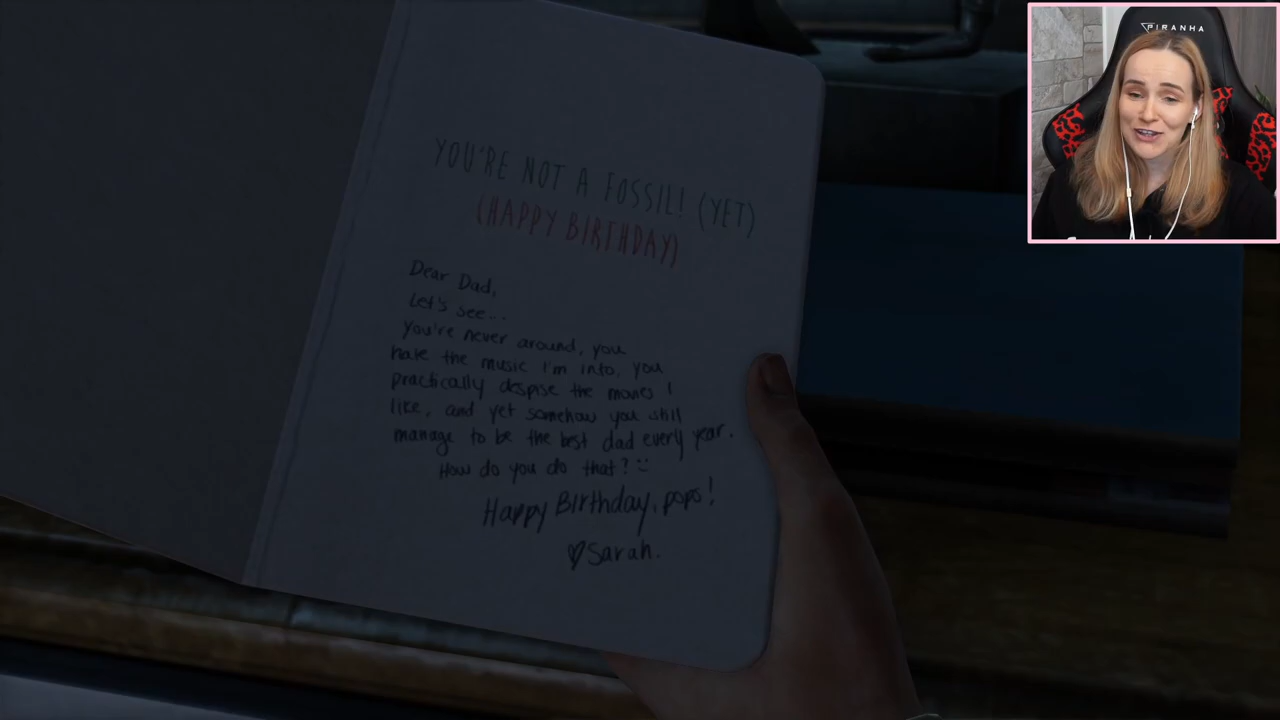 YOU'RE NOT A FOSSIL! (YET)
(HAPPY BIRTHDAY)
Dear Dad,
Let's see...
You're never around, you
hate the music I'm into, you
practically despise the movies I
like, and yet somehow you still
manage to be the best dad every year.
How do you do that? :)
Happy Birthday, pops!
♡Sarah.
PIRANHA